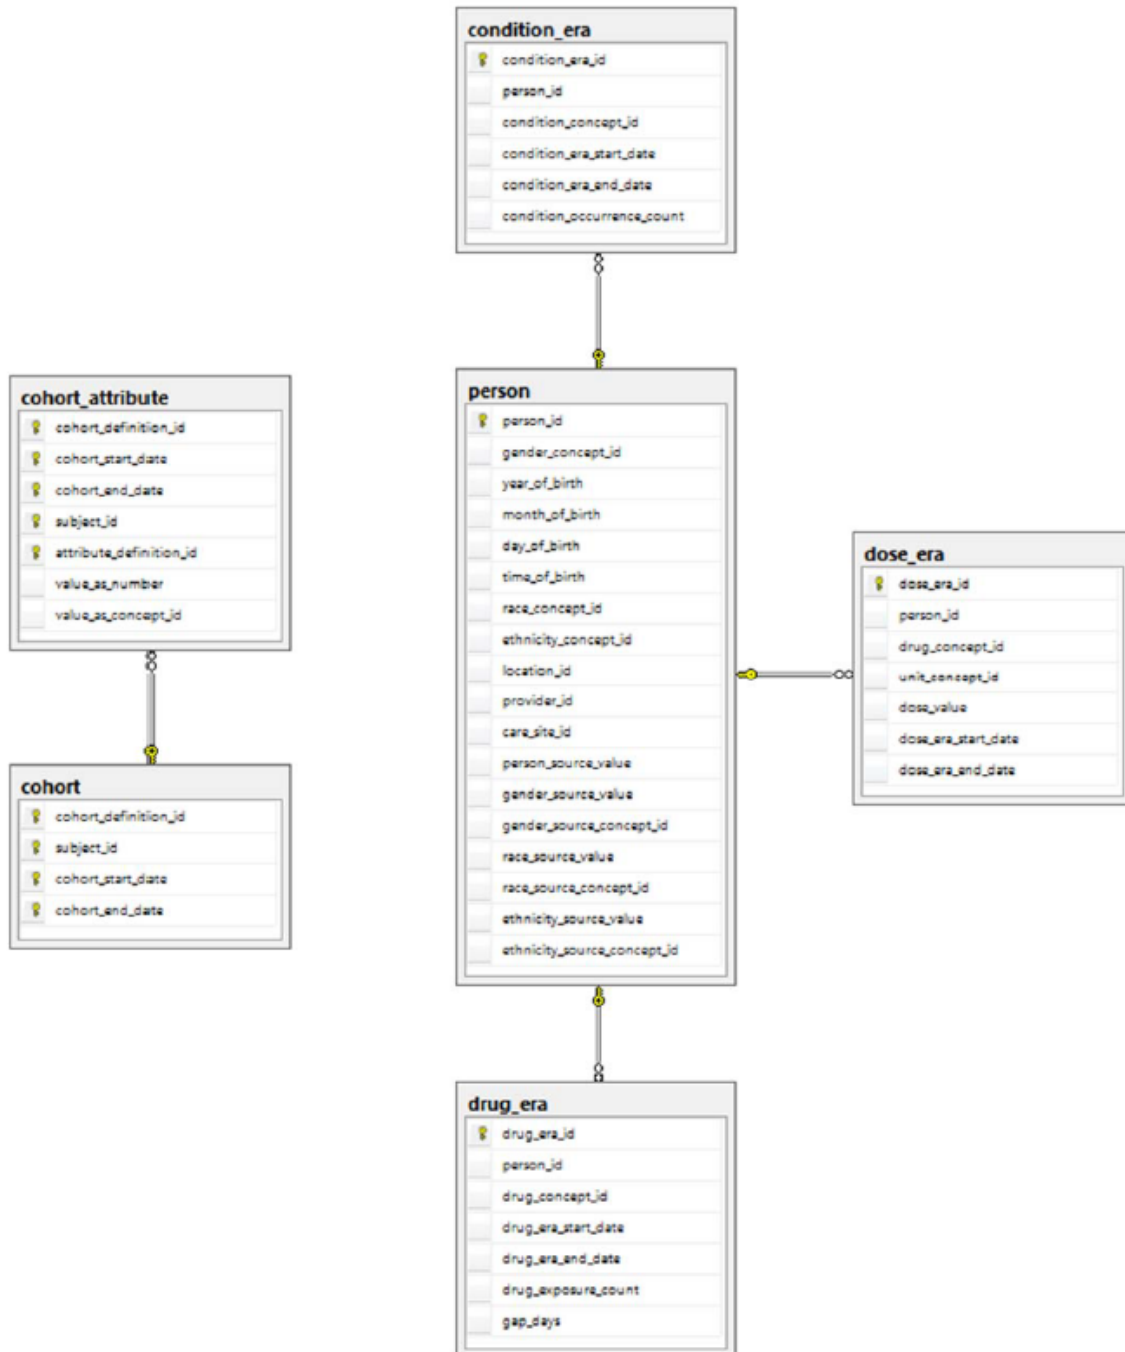 condition_era
condition_era_id
person_id
condition_concept_id
condition_era_start_date
condition_era_end_date
condition_occurrence_count
cohort_attribute
cohort_definition_id
cohort_start_date
cohort_end_date
subject_id
attribute_definition_id
value_as_number
value_as_concept_id
cohort
cohort_definition_id
subject_id
cohort_start_date
cohort_end_date
person
person_id
gender_concept_id
year_of_birth
month_of_birth
day_of_birth
time_of_birth
race_concept_id
ethnicity_concept_id
location_id
provider_id
care_site_id
person_source_value
gender_source_value
gender_source_concept_id
race_source_value
race_source_concept_id
ethnicity_source_value
ethnicity_source_concept_id
dose_era
dose_era_id
person_id
drug_concept_id
unit_concept_id
dose_value
dose_era_start_date
dose_era_end_date
drug_era
drug_era_id
person_id
drug_concept_id
drug_era_start_date
drug_era_end_date
drug_exposure_count
gap_days